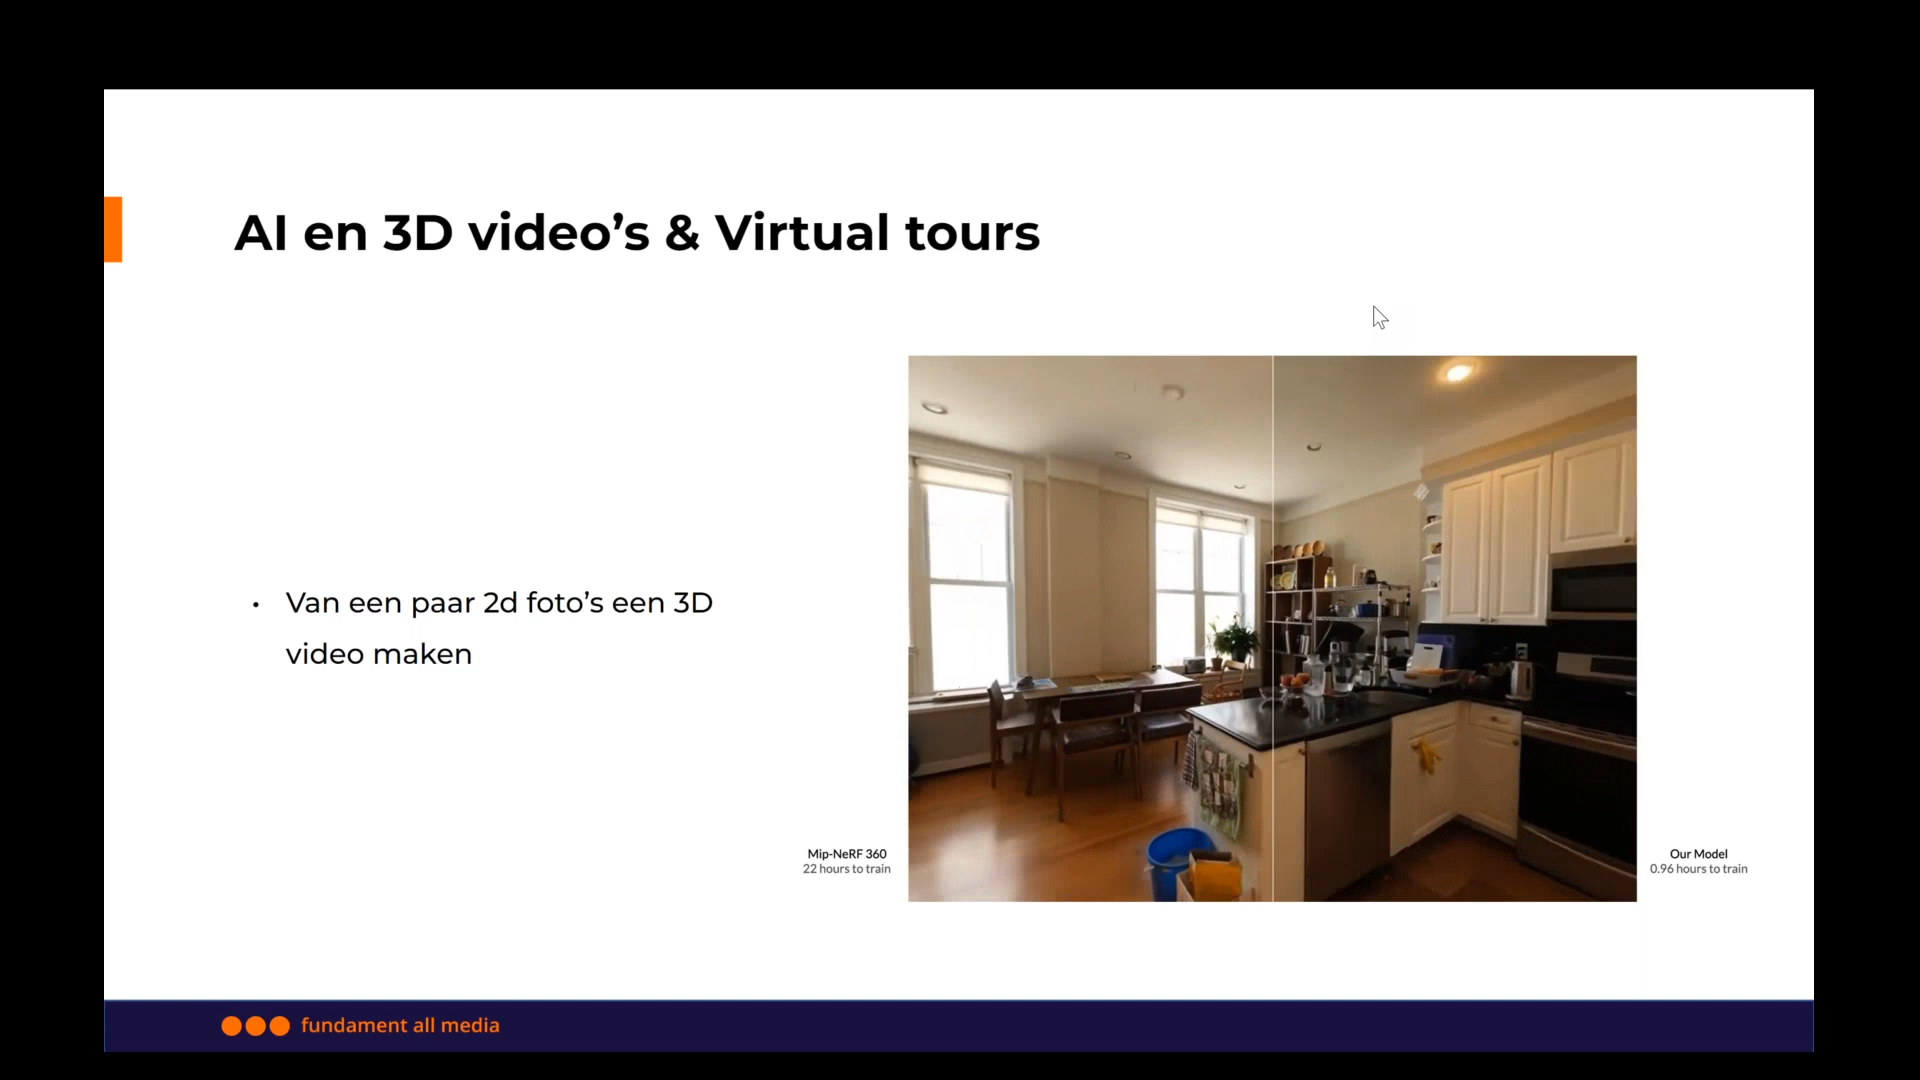 AI en 3D video’s & Virtual tours
• Van een paar 2d foto’s een 3D
video maken
Mip-NeRF 360
22 hours to train
Our Model
0.96 hours to train
fundament all media